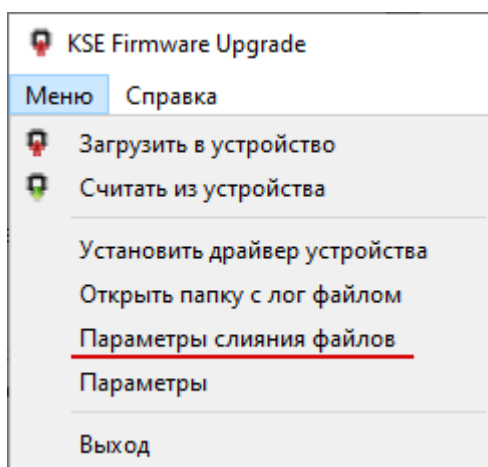 KSE Firmware Upgrade
Меню Справка
Загрузить в устройство
Считать из устройства
Установить драйвер устройства
Открыть папку с лог файлом
Параметры слияния файлов
Параметры
Выход